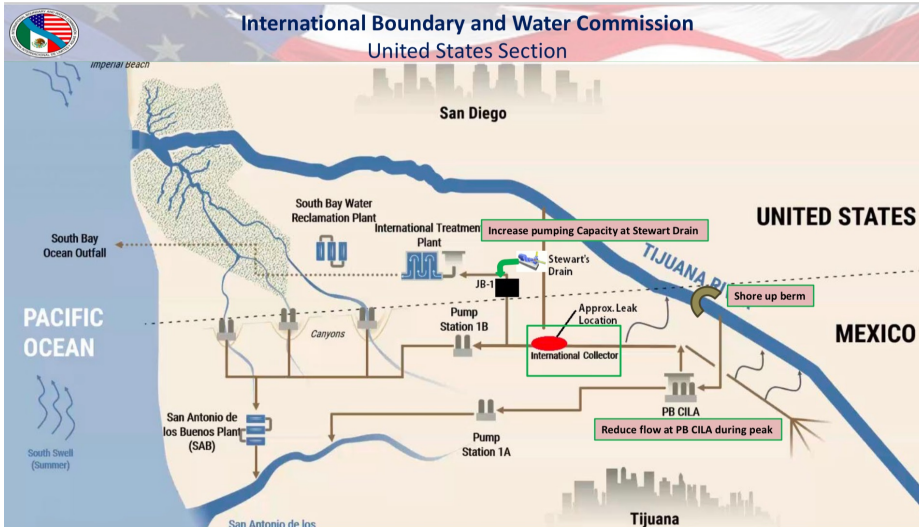 International Boundary and Water Commission
United States Section
Imperial Beach
San Diego
South Bay Water
Reclamation Plant
International Treatment
Plant
Increase pumping Capacity at Stewart Drain
UNITED STATES
South Bay
Ocean Outfall
Stewart's
Drain
JB-1
TIJUANA RI
Shore up berm
PACIFIC
OCEAN
Canyons
Pump
Station 1B
Approx. Leak
Location
International Collector
MEXICO
PB CILA
Reduce flow at PB CILA during peak
San Antonio de
los Buenos Plant
(SAB)
Pump
Station 1A
South Swell
(Summer)
Tijuana
San Antonio de los